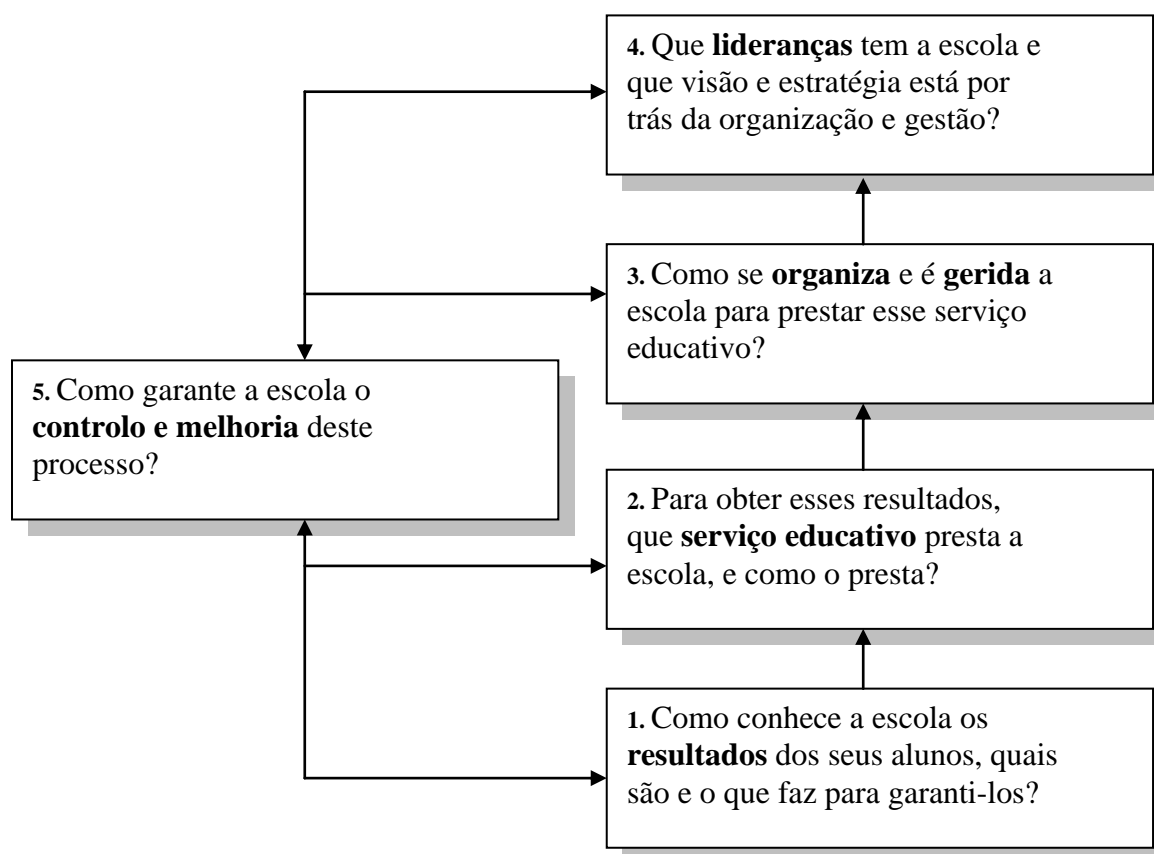 4. Que lideranças tem a escola e
que visão e estratégia está por
trás da organização e gestão?
3. Como se organiza e é gerida a
escola para prestar esse serviço
educativo?
5. Como garante a escola o
controlo e melhoria deste
processo?
2. Para obter esses resultados,
que serviço educativo presta a
escola, e como o presta?
1. Como conhece a escola os
resultados dos seus alunos, quais
são e o que faz para garanti-los?